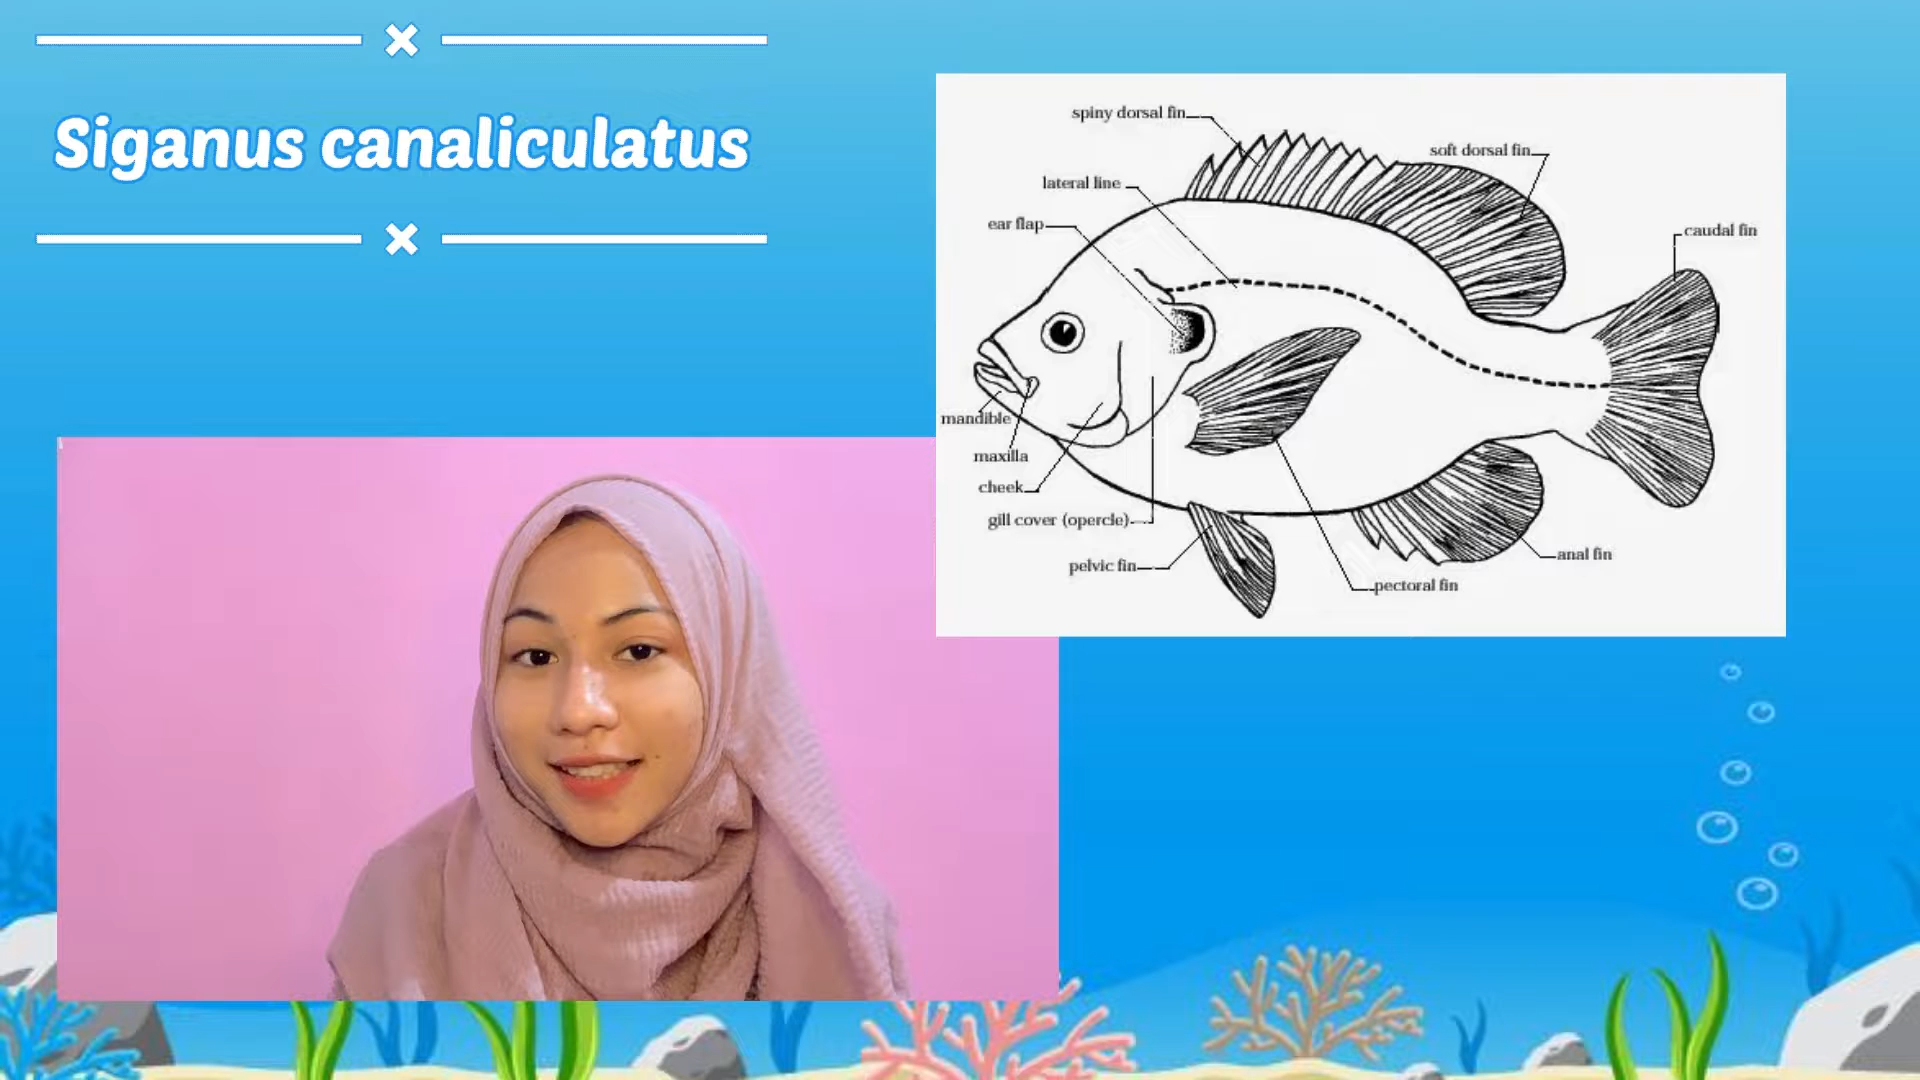 Siganus canaliculatus
spiny dorsal fin
soft dorsal fin
lateral line
ear flap
caudal fin
mandible
maxilla
cheek
gill cover (opercle)
pelvic fin
anal fin
pectoral fin